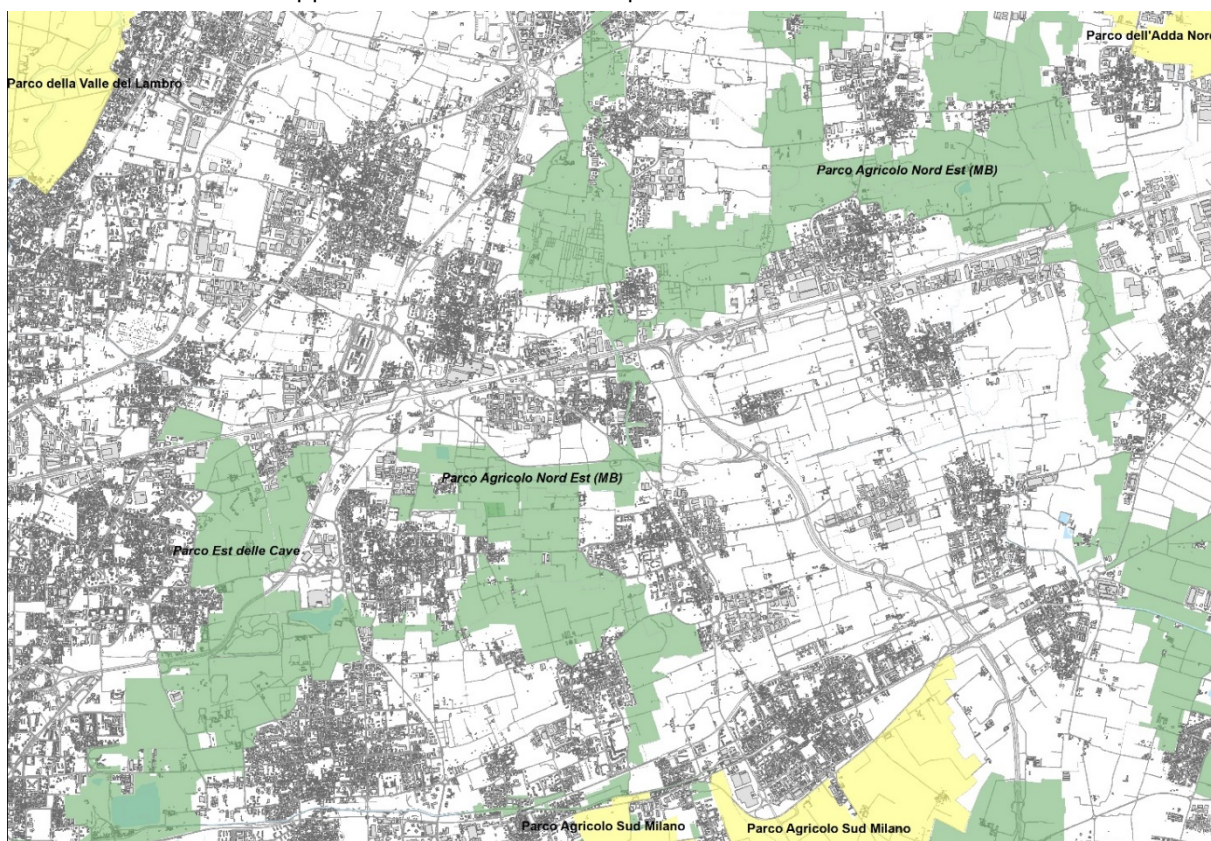 Parco dell'Adda Nord
Parco della Valle del Lambro
Parco Agricolo Nord Est (MB)
Parco Agricolo Nord Est (MB)
Parco Est delle Cave
Parco Agricolo Sud Milano
Parco Agricolo Sud Milano